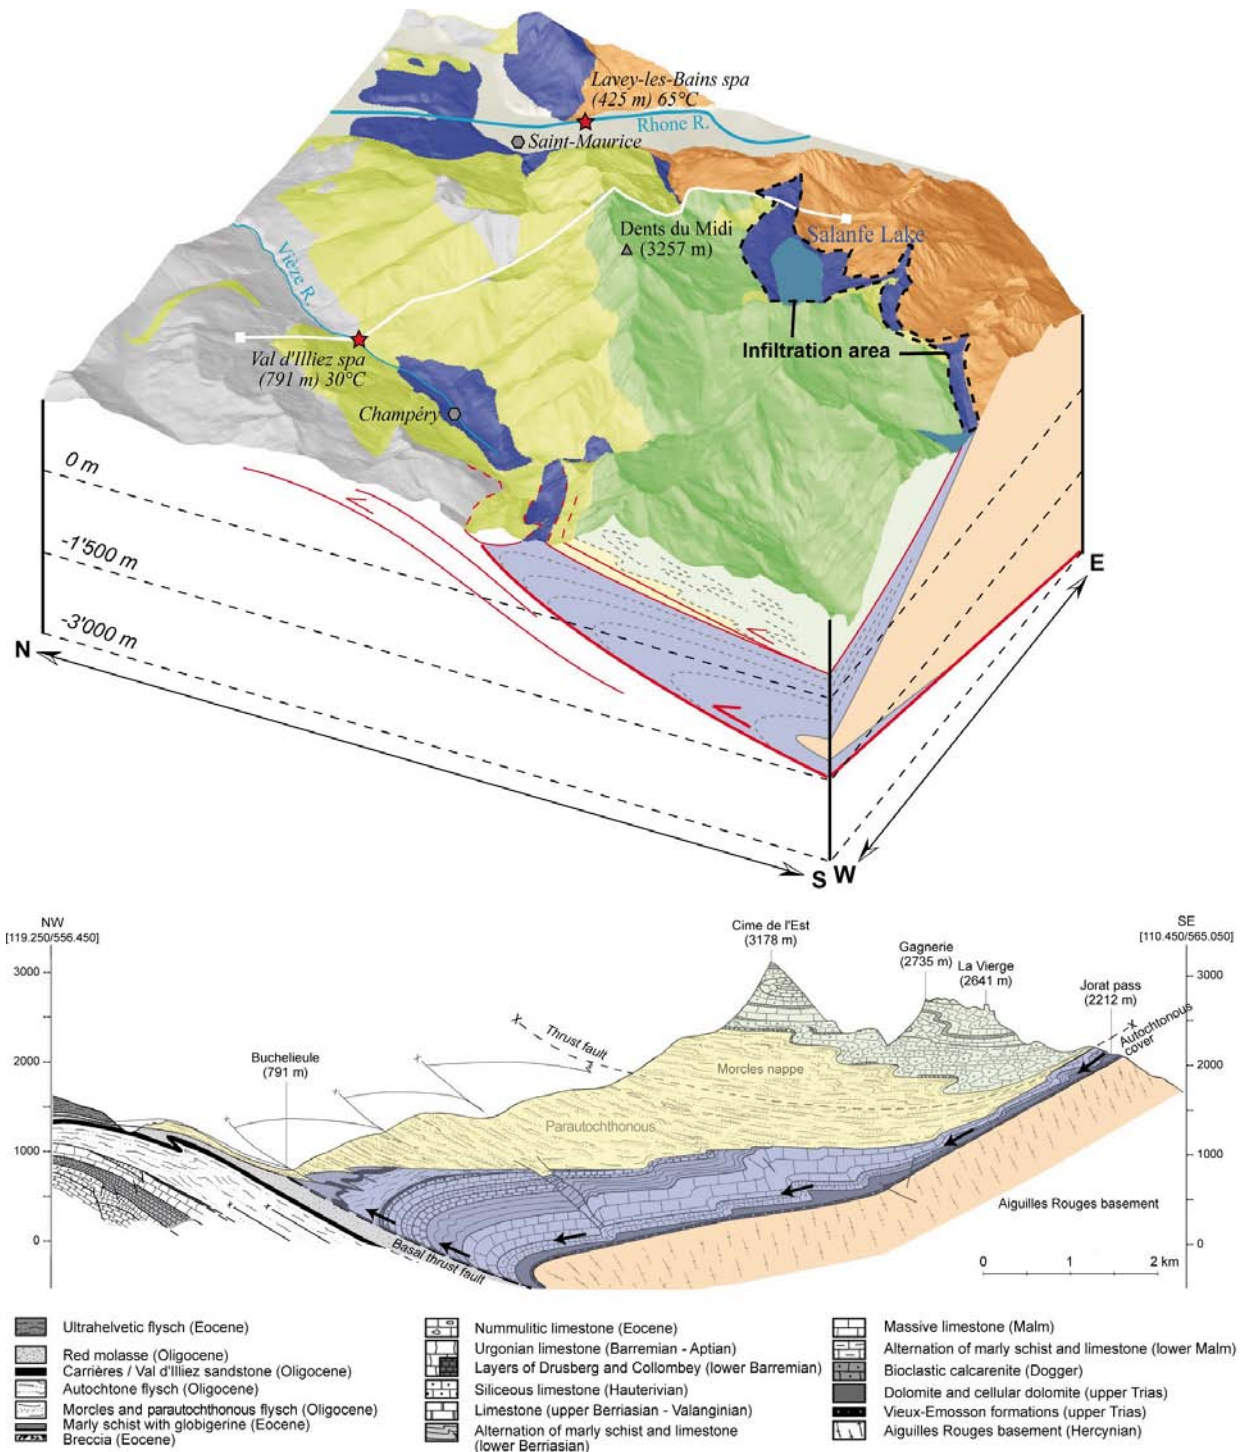 Lavey-les-Bains spa
(425 m) 65°C
Rhone R.
Saint-Maurice
Dents du Midi
(3257 m)
Salanfe Lake
Vièze R.
Infiltration area
Val d'Illiez spa
(791 m) 30°C
Champéry
0 m
-1'500 m
-3'000 m
N
E
S
W
NW
[119.250/556.450]
SE
[110.450/565.050]
Cime de l'Est
(3178 m)
Gagnerie
(2735 m)
La Vierge
(2641 m)
Jorat pass
(2212 m)
3000
3000
X
Thrust fault
X
Autochtonous
cover
Buchelieule
(791 m)
2000
2000
Morcles nappe
Parautochthonous
1000
1000
Aiguilles Rouges basement
0
0
Basal thrust fault
0 1 2 km
Ultrahelvetic flysch (Eocene)
Red molasse (Oligocene)
Carrières / Val d'Illiez sandstone (Oligocene)
Autochtone flysch (Oligocene)
Morcles and parautochthonous flysch (Oligocene)
Marly schist with globigerine (Eocene)
Breccia (Eocene)
Nummulitic limestone (Eocene)
Urgonian limestone (Barremian - Aptian)
Layers of Drusberg and Collombey (lower Barremian)
Siliceous limestone (Hauterivian)
Limestone (upper Berriasian - Valanginian)
Alternation of marly schist and limestone
(lower Berriasian)
Massive limestone (Malm)
Alternation of marly schist and limestone (lower Malm)
Bioclastic calcarenite (Dogger)
Dolomite and cellular dolomite (upper Trias)
Vieux-Emosson formations (upper Trias)
Aiguilles Rouges basement (Hercynian)